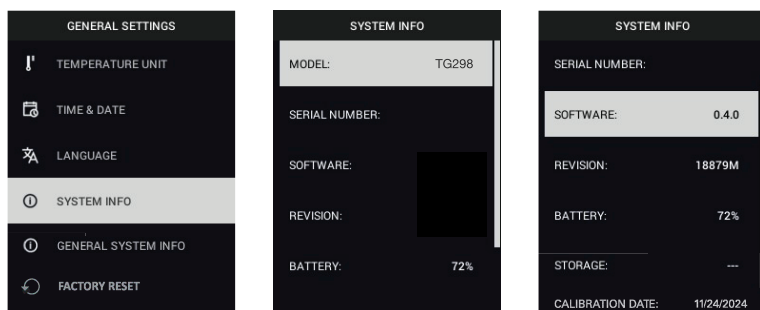 GENERAL SETTINGS
TEMPERATURE UNIT
TIME & DATE
LANGUAGE
SYSTEM INFO
GENERAL SYSTEM INFO
FACTORY RESET
SYSTEM INFO
MODEL: TG298
SERIAL NUMBER:
SOFTWARE:
REVISION:
BATTERY: 72%
SYSTEM INFO
SERIAL NUMBER:
SOFTWARE: 0.4.0
REVISION: 18879M
BATTERY: 72%
STORAGE: ---
CALIBRATION DATE: 11/24/2024